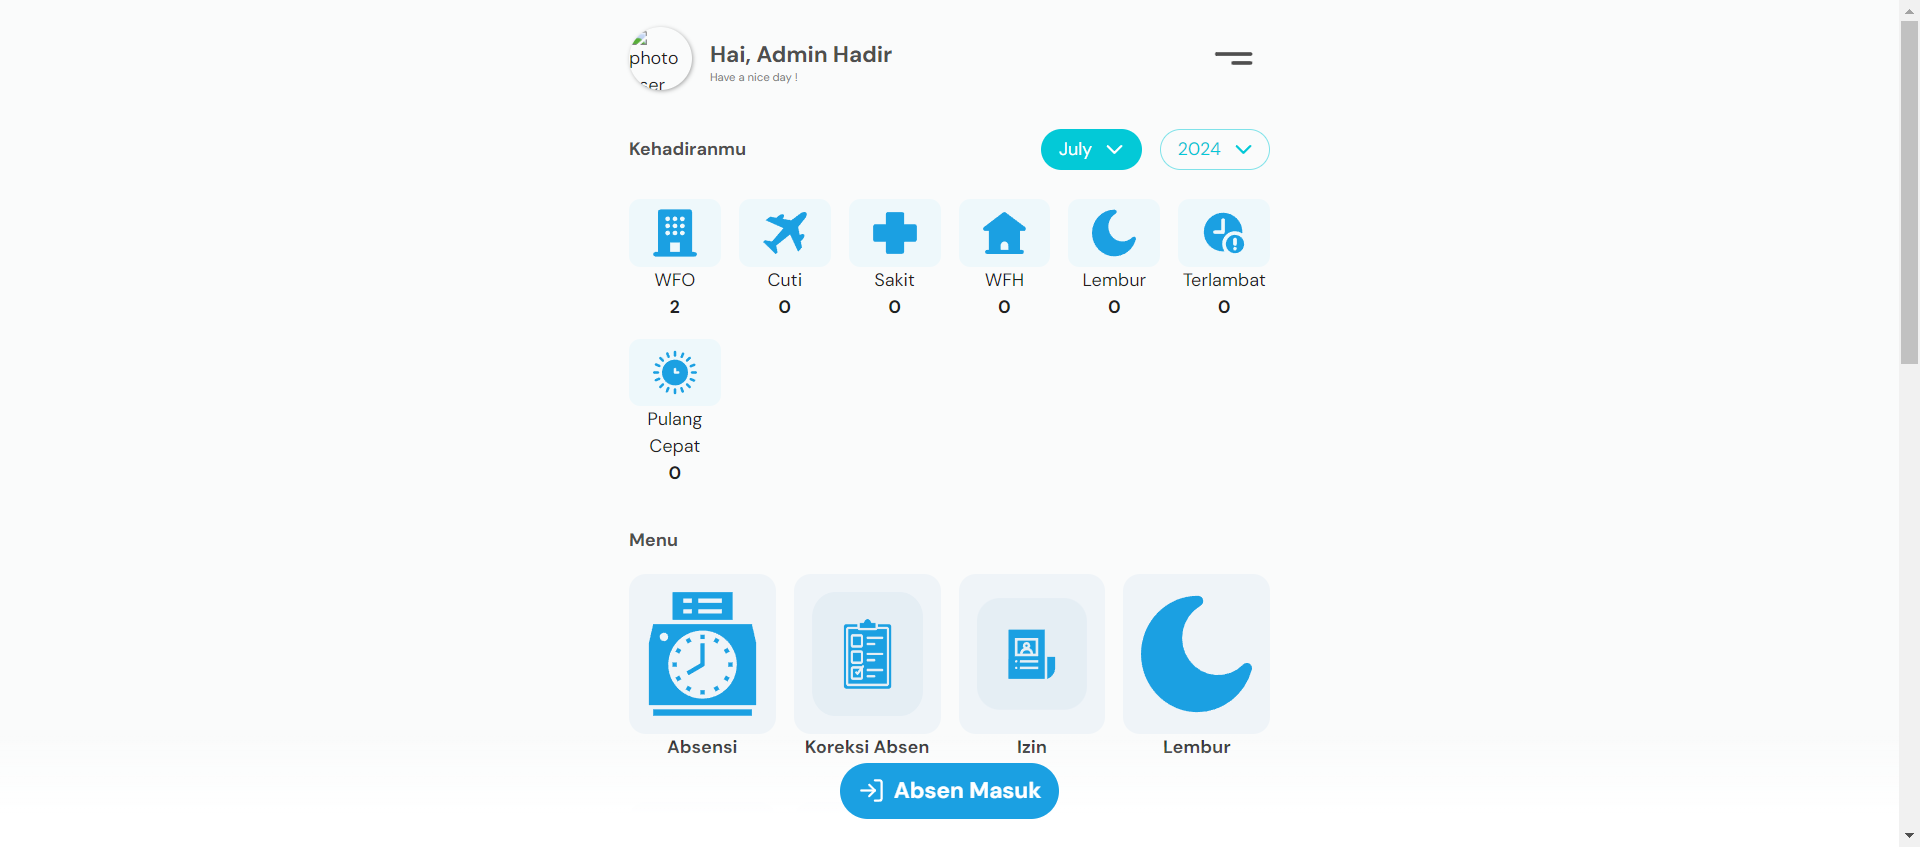 photo
Hai, Admin Hadir
Have a nice day !
Kehadiranmu
July
2024
WFO
Cuti
Sakit
WFH
Lembur
Terlambat
2
0
0
0
0
0
Pulang
Cepat
0
Menu
Absensi
Koreksi Absen
Izin
Lembur
Absen Masuk